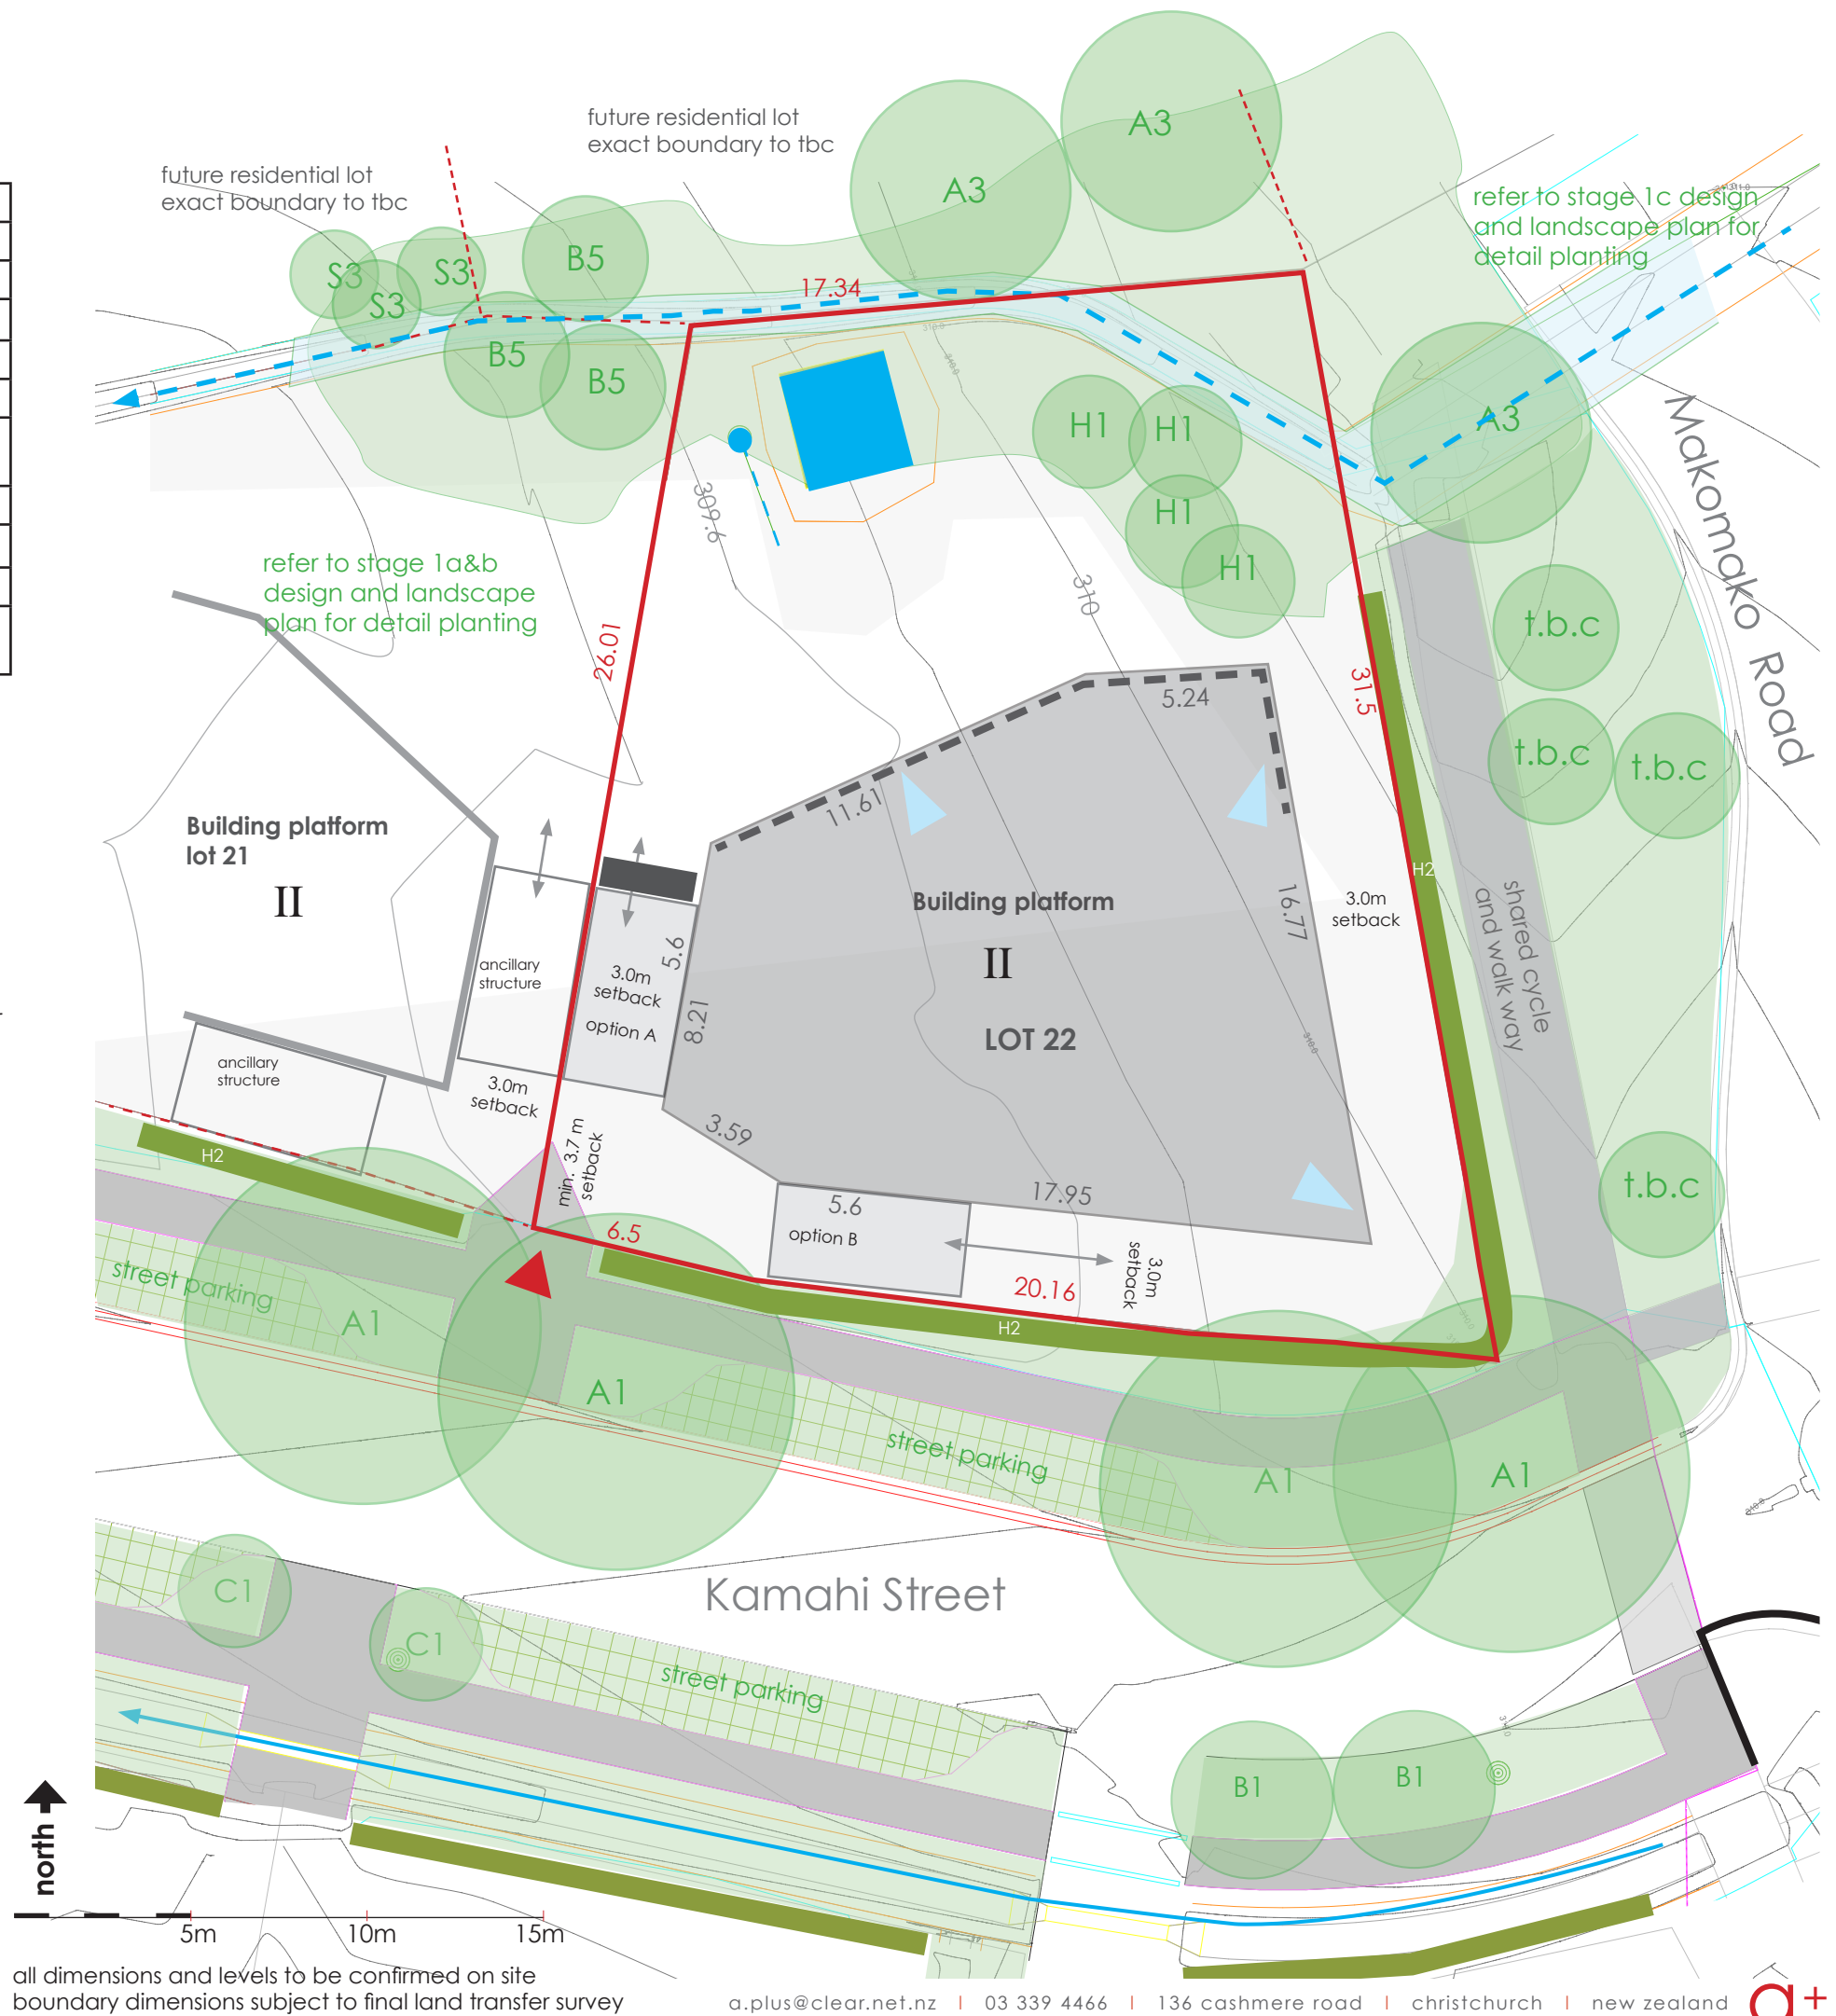 A3
future residential lot
exact boundary to tbc
future residential lot
exact boundary to tbc
A3
refer to stage 1c design
and landscape plan for
detail planting
S3
S3
S3
B5
B5
B5
17.34
A3
H1
H1
H1
H1
Makomako Road
309.6
310
refer to stage 1a&b
design and landscape
plan for detail planting
26.01
31.5
t.b.c
t.b.c
t.b.c
t.b.c
5.24
11.61
16.77
Building platform
lot 21
II
Building platform
II
LOT 22
3.0m
setback
H2
shared cycle
and walk way
ancillary
structure
5.6
3.0m
setback
option A
8.21
ancillary
structure
3.0m
setback
min. 3.7 m
setback
3.59
H2
6.5
5.6
option B
17.95
3.0m
setback
20.16
H2
street parking
A1
A1
street parking
A1
A1
Kamahi Street
C1
C1
street parking
B1
B1
north
5m
10m
15m
all dimensions and levels to be confirmed on site
boundary dimensions subject to final land transfer survey
a.plus@clear.net.nz | 03 339 4466 | 136 cashmere road | christchurch | new zealand
a+